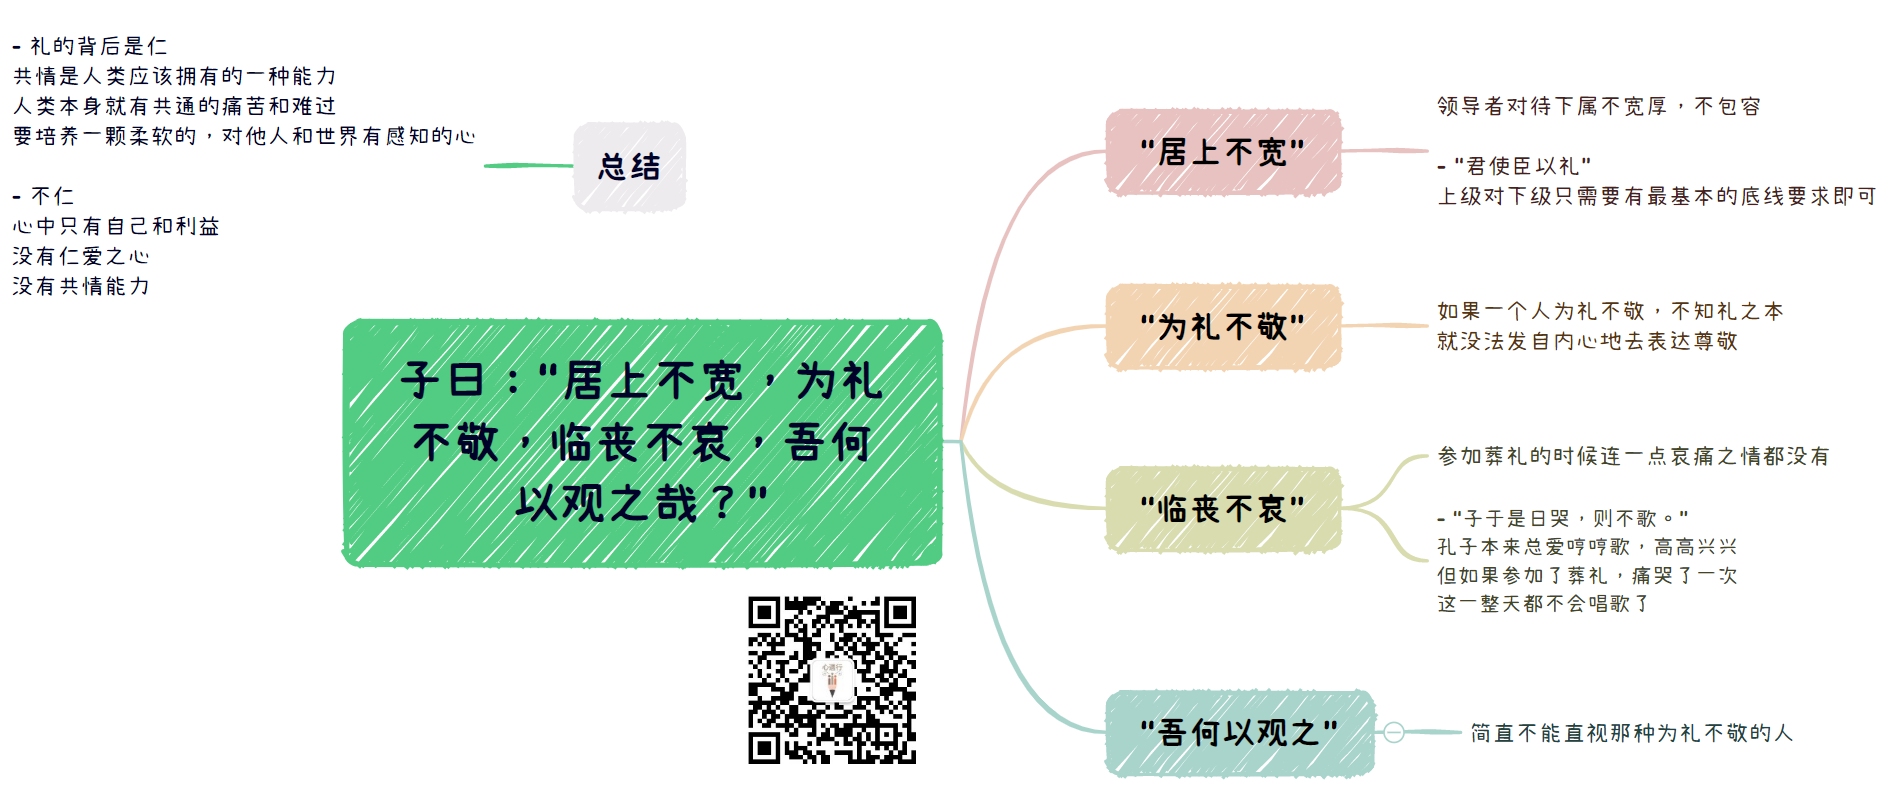 - 礼的背后是仁
共情是人类应该拥有的一种能力
人类本身就有共通的痛苦和难过
要培养一颗柔软的，对他人和世界有感知的心
- 不仁
心中只有自己和利益
没有仁爱之心
没有共情能力
总结
子曰："居上不宽，为礼
不敬，临丧不哀，吾何
以观之哉？"
"居上不宽"
领导者对待下属不宽厚，不包容
- "君使臣以礼"
上级对下级只需要有最基本的底线要求即可
"为礼不敬"
如果一个人为礼不敬，不知礼之本
就没法发自内心地去表达尊敬
"临丧不哀"
参加葬礼的时候连一点哀痛之情都没有
- "子于是日哭，则不歌。"
孔子本来总爱哼哼歌，高高兴兴
但如果参加了葬礼，痛哭了一次
这一整天都不会唱歌了
"吾何以观之"
简直不能直视那种为礼不敬的人